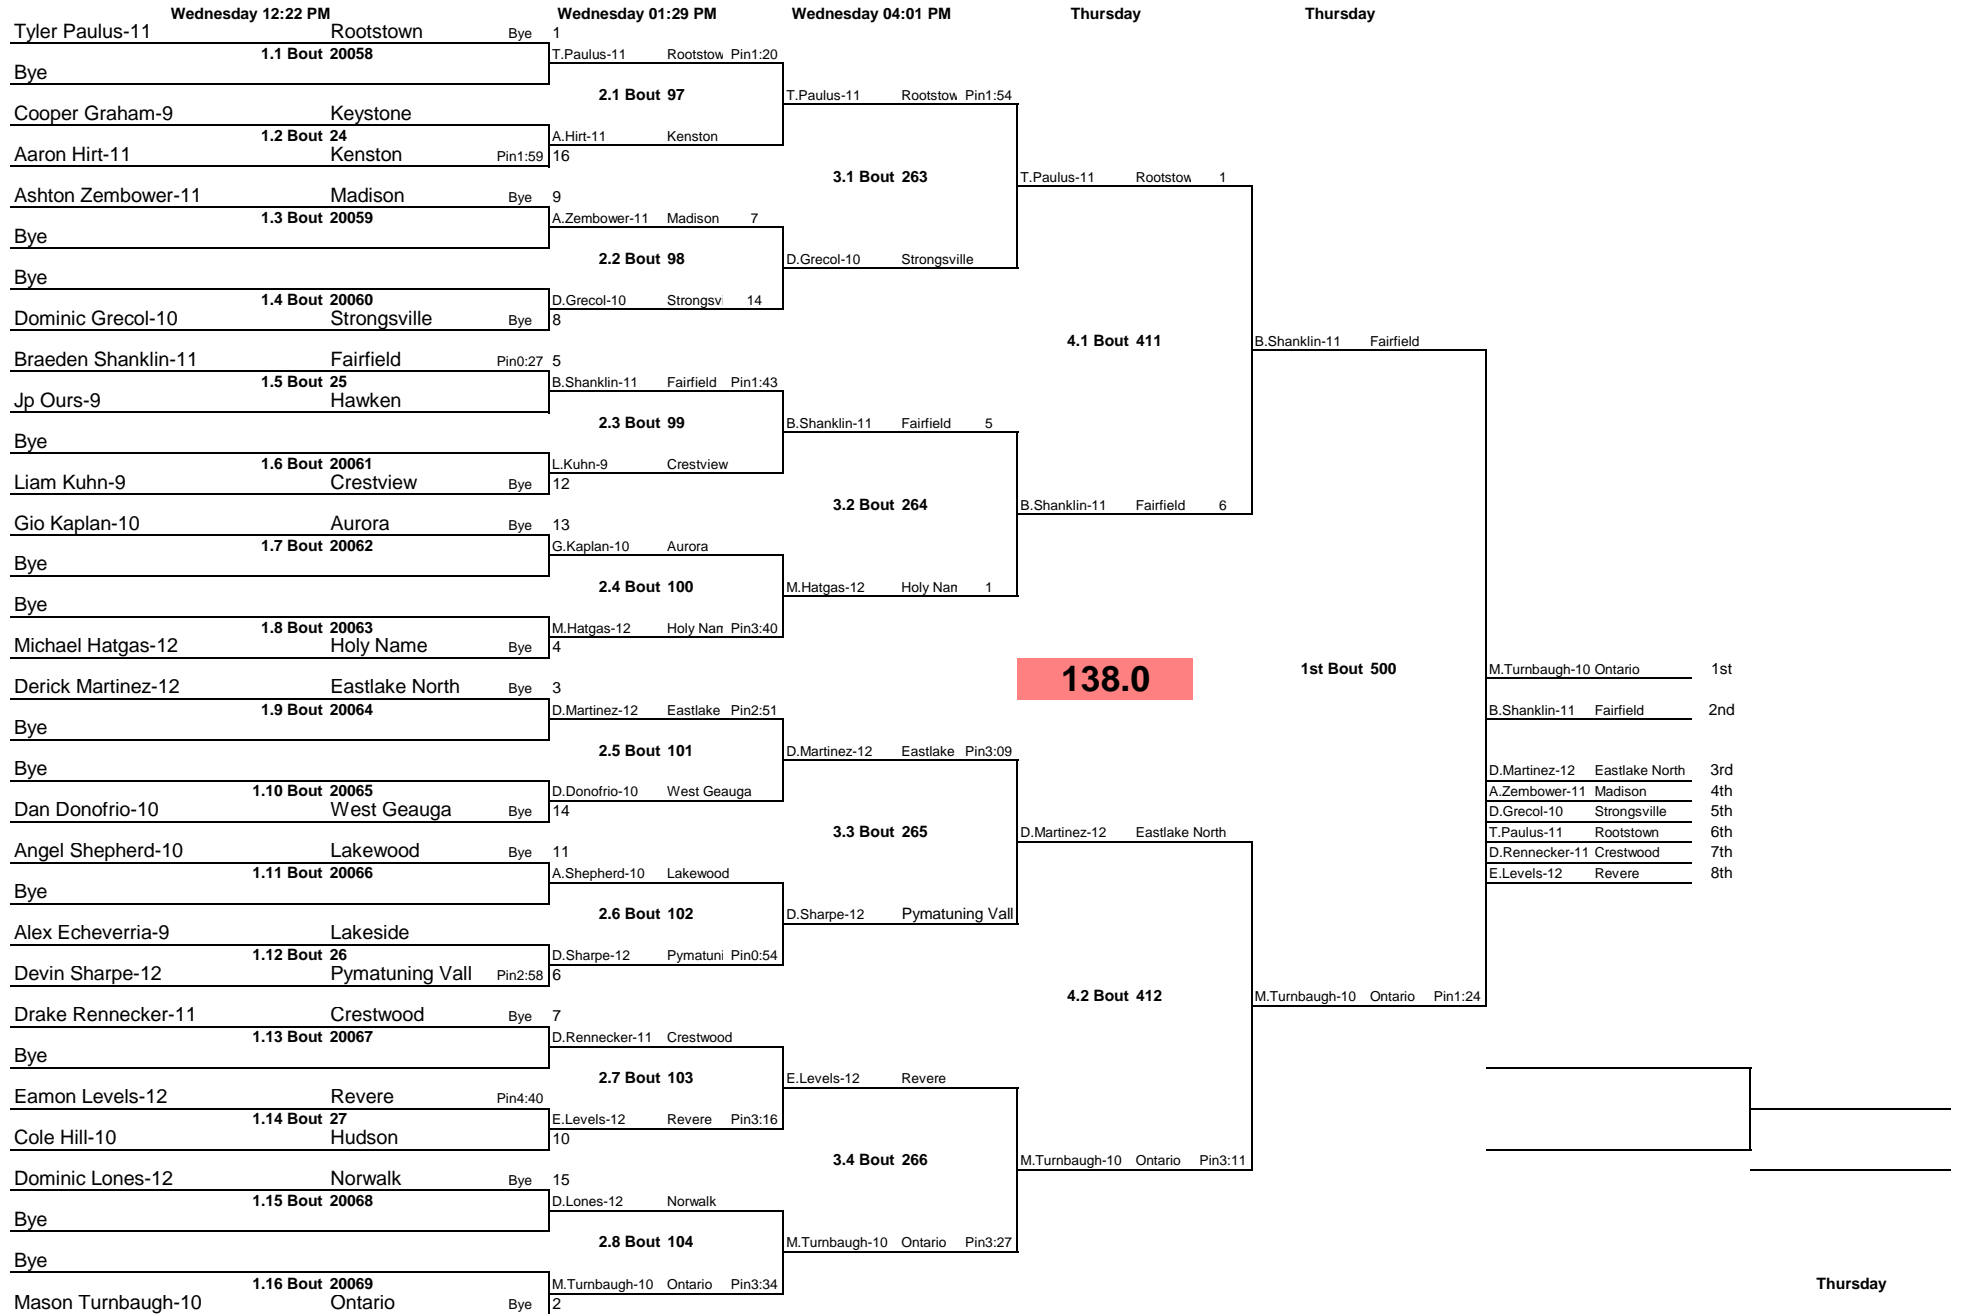 Wednesday 12:22 PM Wednesday 01:29 PM Wednesday 04:01 PM Thursday Thursday
Tyler Paulus-11 Rootstown Bye 1
1.1 Bout 20058 T.Paulus-11 Rootstow Pin1:20
Bye
2.1 Bout 97 T.Paulus-11 Rootstow Pin1:54
Cooper Graham-9 Keystone
1.2 Bout 24 A.Hirt-11 Kenston
Aaron Hirt-11 Kenston Pin1:59 16
3.1 Bout 263 T.Paulus-11 Rootstow 1
Ashton Zembower-11 Madison Bye 9
1.3 Bout 20059 A.Zembower-11 Madison 7
Bye
2.2 Bout 98 D.Grecol-10 Strongsville
Bye
1.4 Bout 20060 D.Grecol-10 Strongsv 14
Dominic Grecol-10 Strongsville Bye 8
4.1 Bout 411 B.Shanklin-11 Fairfield
Braeden Shanklin-11 Fairfield Pin0:27 5
1.5 Bout 25 B.Shanklin-11 Fairfield Pin1:43
Jp Ours-9 Hawken
2.3 Bout 99 B.Shanklin-11 Fairfield 5
Bye
1.6 Bout 20061 L.Kuhn-9 Crestview
Liam Kuhn-9 Crestview Bye 12
3.2 Bout 264 B.Shanklin-11 Fairfield 6
Gio Kaplan-10 Aurora Bye 13
1.7 Bout 20062 G.Kaplan-10 Aurora
Bye
2.4 Bout 100 M.Hatgas-12 Holy Nan 1
Bye
1.8 Bout 20063 M.Hatgas-12 Holy Nan Pin3:40
Michael Hatgas-12 Holy Name Bye 4
138.0 1st Bout 500 M.Turnbaugh-10 Ontario 1st
Derick Martinez-12 Eastlake North Bye 3
1.9 Bout 20064 D.Martinez-12 Eastlake Pin2:51 B.Shanklin-11 Fairfield 2nd
Bye
2.5 Bout 101 D.Martinez-12 Eastlake Pin3:09
Bye D.Martinez-12 Eastlake North 3rd
1.10 Bout 20065 D.Donofrio-10 West Geauga A.Zembower-11 Madison 4th
Dan Donofrio-10 West Geauga Bye 14 D.Grecol-10 Strongsville 5th
3.3 Bout 265 D.Martinez-12 Eastlake North T.Paulus-11 Rootstown 6th
Angel Shepherd-10 Lakewood Bye 11 D.Rennecker-11 Crestwood 7th
1.11 Bout 20066 A.Shepherd-10 Lakewood E.Levels-12 Revere 8th
Bye
2.6 Bout 102 D.Sharpe-12 Pymatuning Vall
Alex Echeverria-9 Lakeside
1.12 Bout 26 D.Sharpe-12 Pymatuni Pin0:54
Devin Sharpe-12 Pymatuning Vall Pin2:58 6
4.2 Bout 412 M.Turnbaugh-10 Ontario Pin1:24
Drake Rennecker-11 Crestwood Bye 7
1.13 Bout 20067 D.Rennecker-11 Crestwood
Bye
2.7 Bout 103 E.Levels-12 Revere
Eamon Levels-12 Revere Pin4:40
1.14 Bout 27 E.Levels-12 Revere Pin3:16
Cole Hill-10 Hudson 10
3.4 Bout 266 M.Turnbaugh-10 Ontario Pin3:11
Dominic Lones-12 Norwalk Bye 15
1.15 Bout 20068 D.Lones-12 Norwalk
Bye
2.8 Bout 104 M.Turnbaugh-10 Ontario Pin3:27
Bye
1.16 Bout 20069 M.Turnbaugh-10 Ontario Pin3:34 Thursday
Mason Turnbaugh-10 Ontario Bye 2